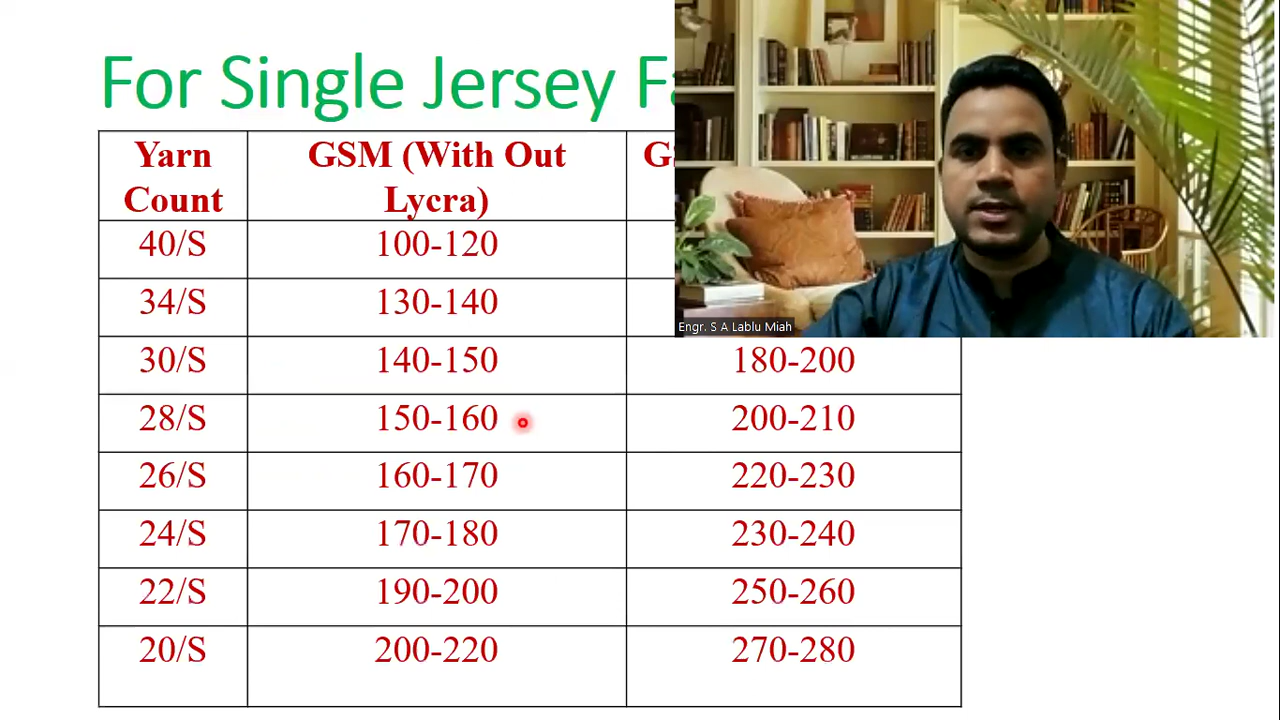 For Single Jersey
Yarn Count GSM (With Out Lycra)
40/S 100-120
34/S 130-140
30/S 140-150 180-200
28/S 150-160 200-210
26/S 160-170 220-230
24/S 170-180 230-240
22/S 190-200 250-260
20/S 200-220 270-280
Engr. S A Lablu Miah